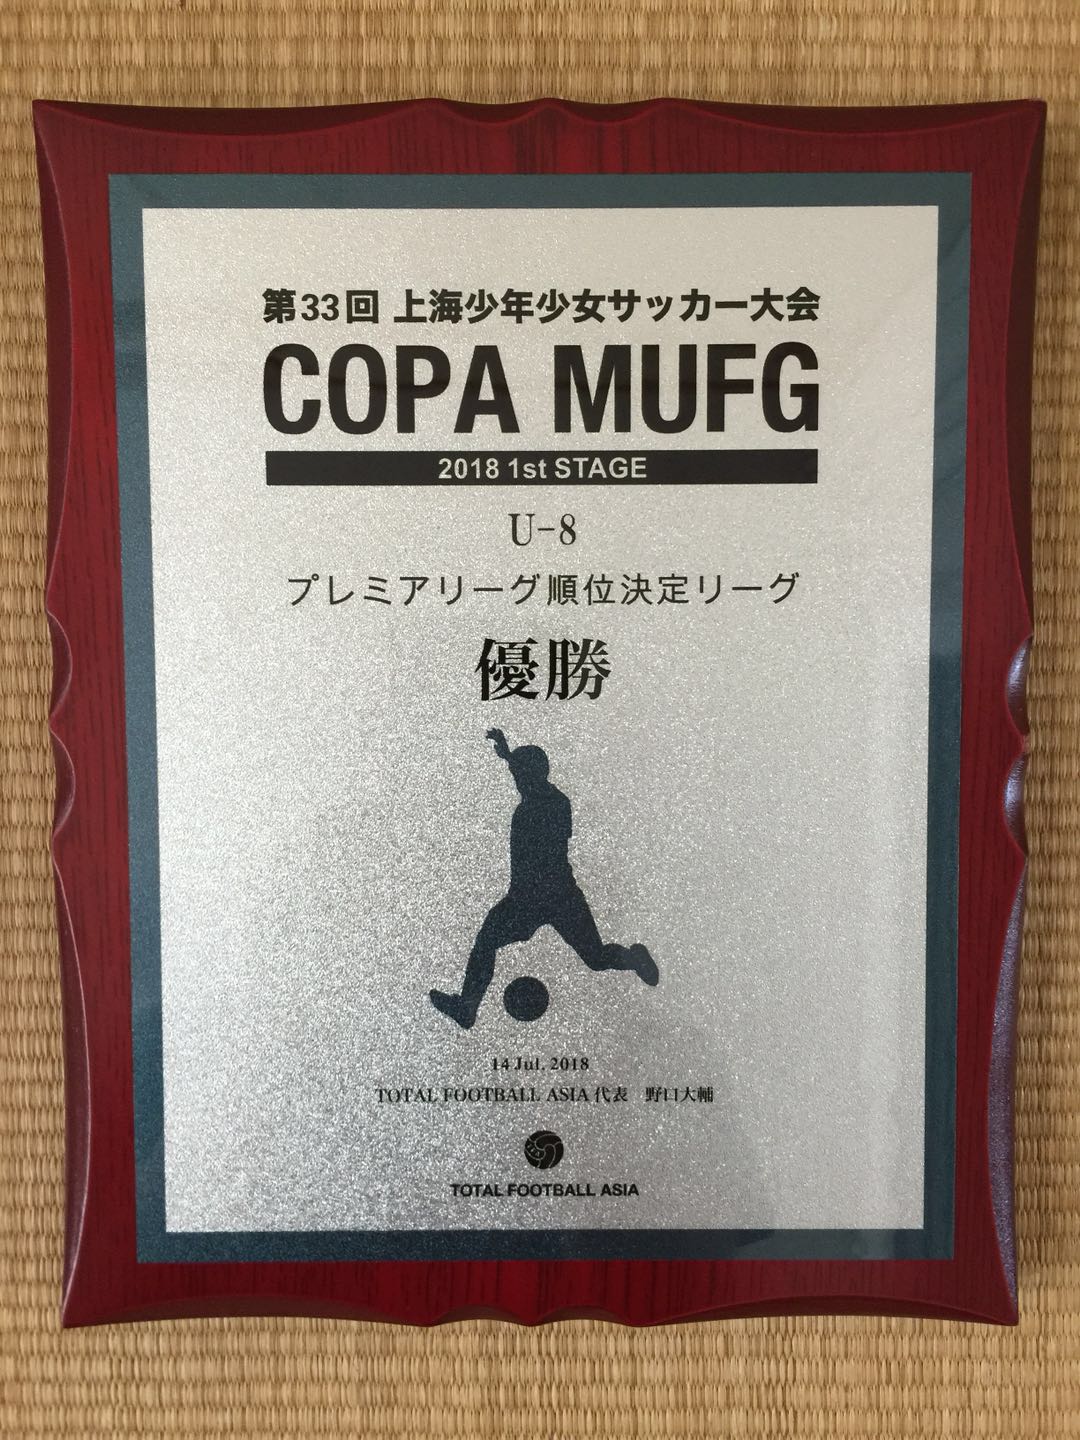 第33回 上海少年少女サッカー大会
COPA MUFG
2018 1st STAGE
U-8
プレミアリーグ順位決定リーグ
優勝
14 Jul, 2018
TOTAL FOOTBALL ASIA 代表　野口大輔
TOTAL FOOTBALL ASIA